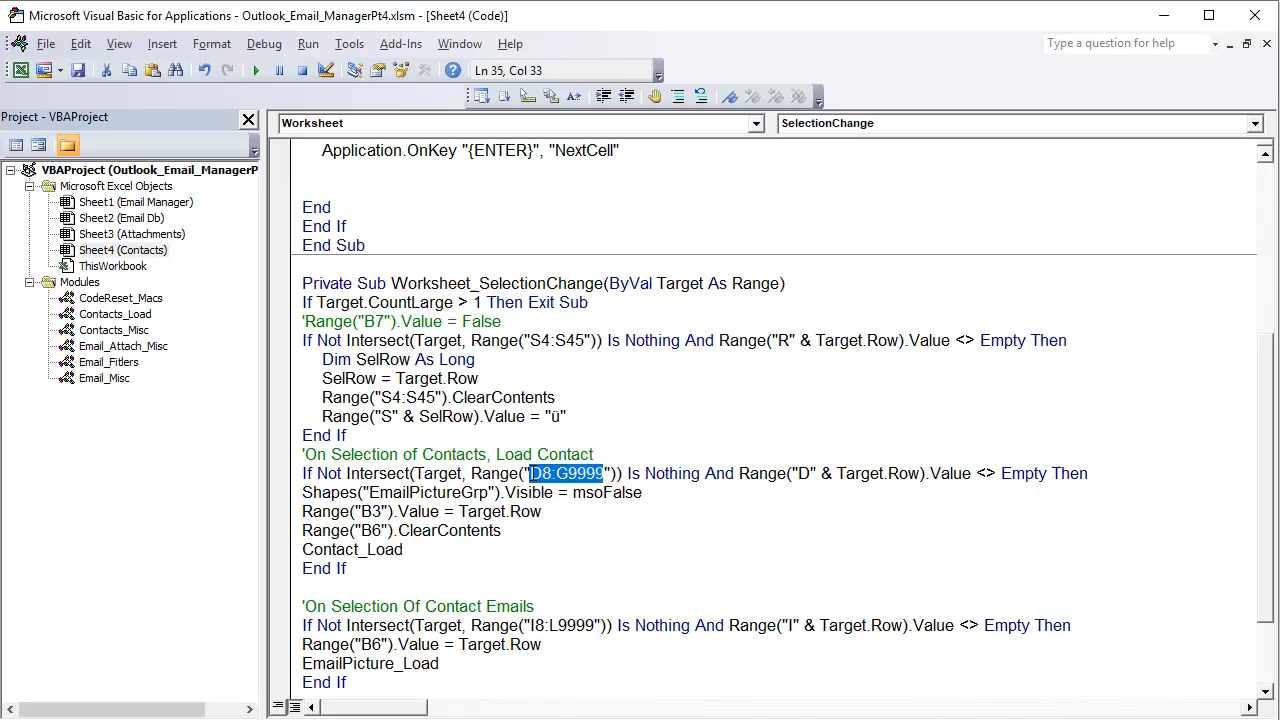 Microsoft Visual Basic for Applications - Outlook_Email_ManagerPt4.xlsm - [Sheet4 (Code)]
File Edit View Insert Format Debug Run Tools Add-Ins Window Help
Type a question for help
Ln 35, Col 33
Project - VBAProject
Worksheet
SelectionChange
VBAProject (Outlook_Email_ManagerP
Microsoft Excel Objects
Sheet1 (Email Manager)
Sheet2 (Email Db)
Sheet3 (Attachments)
Sheet4 (Contacts)
ThisWorkbook
Modules
CodeReset_Macs
Contacts_Load
Contacts_Misc
Email_Attach_Misc
Email_Fitlers
Email_Misc
Application.OnKey "{ENTER}", "NextCell"
End
End If
End Sub
Private Sub Worksheet_SelectionChange(ByVal Target As Range)
If Target.CountLarge > 1 Then Exit Sub
'Range("B7").Value = False
If Not Intersect(Target, Range("S4:S45")) Is Nothing And Range("R" & Target.Row).Value <> Empty Then
Dim SelRow As Long
SelRow = Target.Row
Range("S4:S45").ClearContents
Range("S" & SelRow).Value = "ü"
End If
'On Selection of Contacts, Load Contact
If Not Intersect(Target, Range("D8:G9999")) Is Nothing And Range("D" & Target.Row).Value <> Empty Then
Shapes("EmailPictureGrp").Visible = msoFalse
Range("B3").Value = Target.Row
Range("B6").ClearContents
Contact_Load
End If
'On Selection Of Contact Emails
If Not Intersect(Target, Range("I8:L9999")) Is Nothing And Range("I" & Target.Row).Value <> Empty Then
Range("B6").Value = Target.Row
EmailPicture_Load
End If